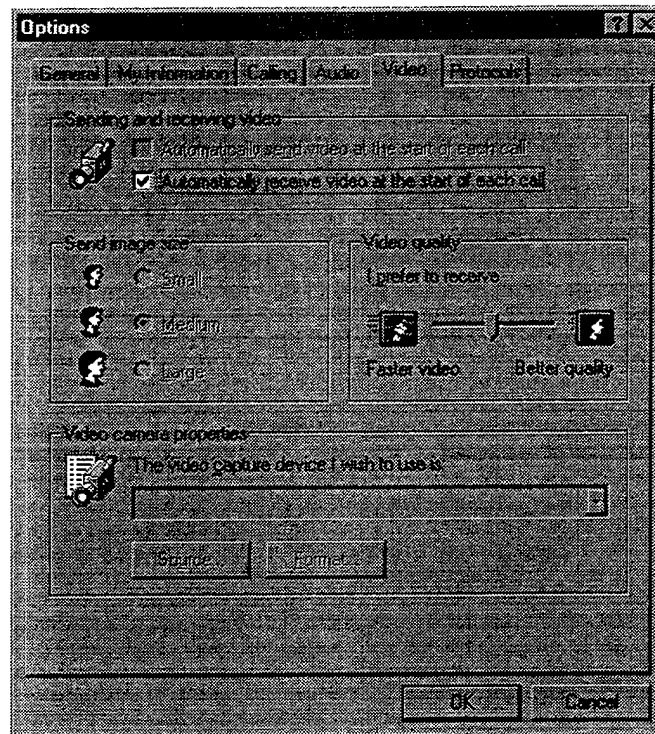 Options
General My Information Calling Audio Video Protocols
Sending and receiving video
Automatically send video at the start of each call
Automatically receive video at the start of each call
Send image size
Small
Medium
Large
Video quality
I prefer to receive
Faster video Better quality
Video camera properties
The video capture device I wish to use is:
Source... Format...
OK Cancel